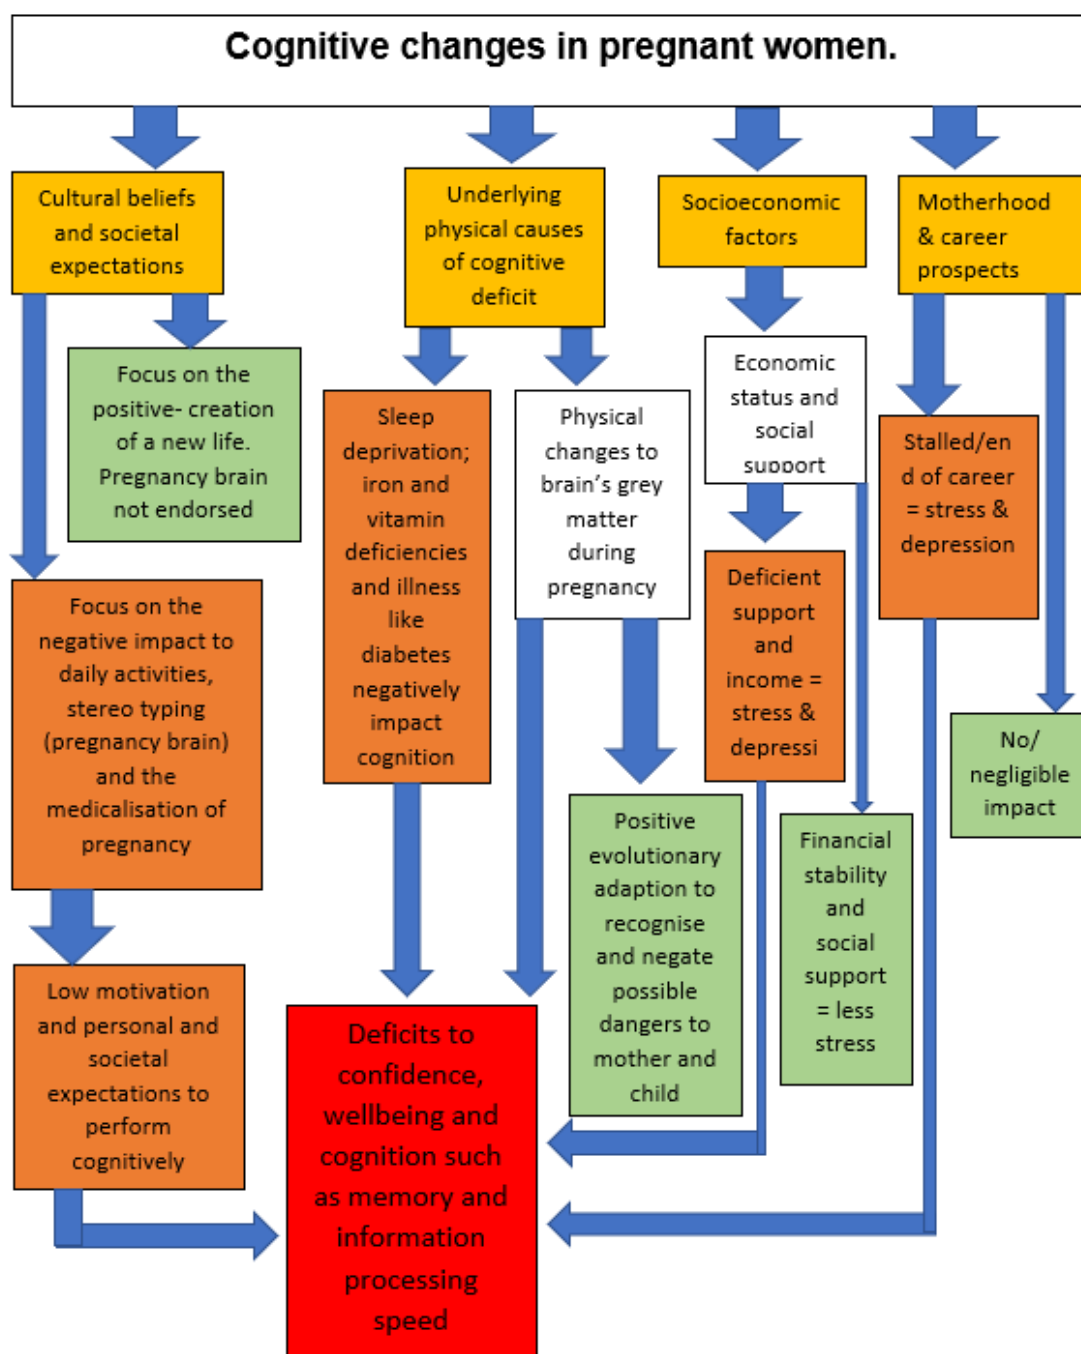 Cognitive changes in pregnant women.
Cultural beliefs
and societal
expectations
Underlying
physical causes
of cognitive
deficit
Socioeconomic
factors
Motherhood
& career
prospects
Focus on the
positive- creation
of a new life.
Pregnancy brain
not endorsed
Sleep
deprivation;
iron and
vitamin
deficiencies
and illness
like
diabetes
negatively
impact
cognition
Physical
changes to
brain's grey
matter
during
pregnancy
Economic
status and
social
support
Stalled/en
d of career
= stress &
depression
Focus on the
negative impact to
daily activities,
stereo typing
(pregnancy brain)
and the
medicalisation of
pregnancy
Deficient
support
and
income =
stress &
depressi
No/
negligible
impact
Positive
evolutionary
adaption to
recognise
and negate
possible
dangers to
mother and
child
Financial
stability
and
social
support
= less
stress
Low motivation
and personal and
societal
expectations to
perform
cognitively
Deficits to
confidence,
wellbeing and
cognition such
as memory and
information
processing
speed